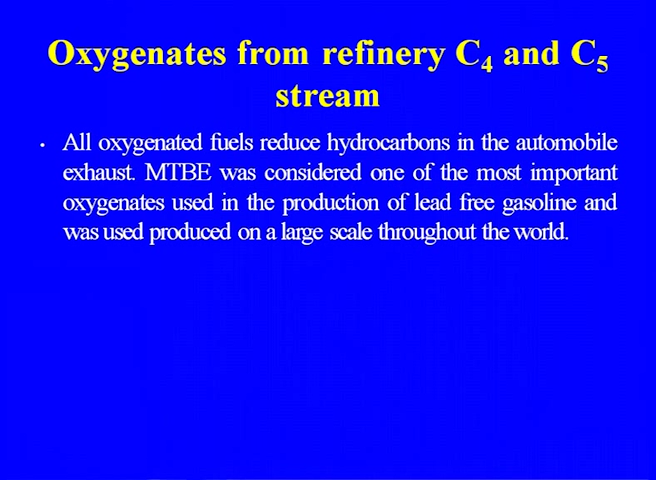 Oxygenates from refinery C₄ and C₅
stream
• All oxygenated fuels reduce hydrocarbons in the automobile
exhaust. MTBE was considered one of the most important
oxygenates used in the production of lead free gasoline and
was used produced on a large scale throughout the world.